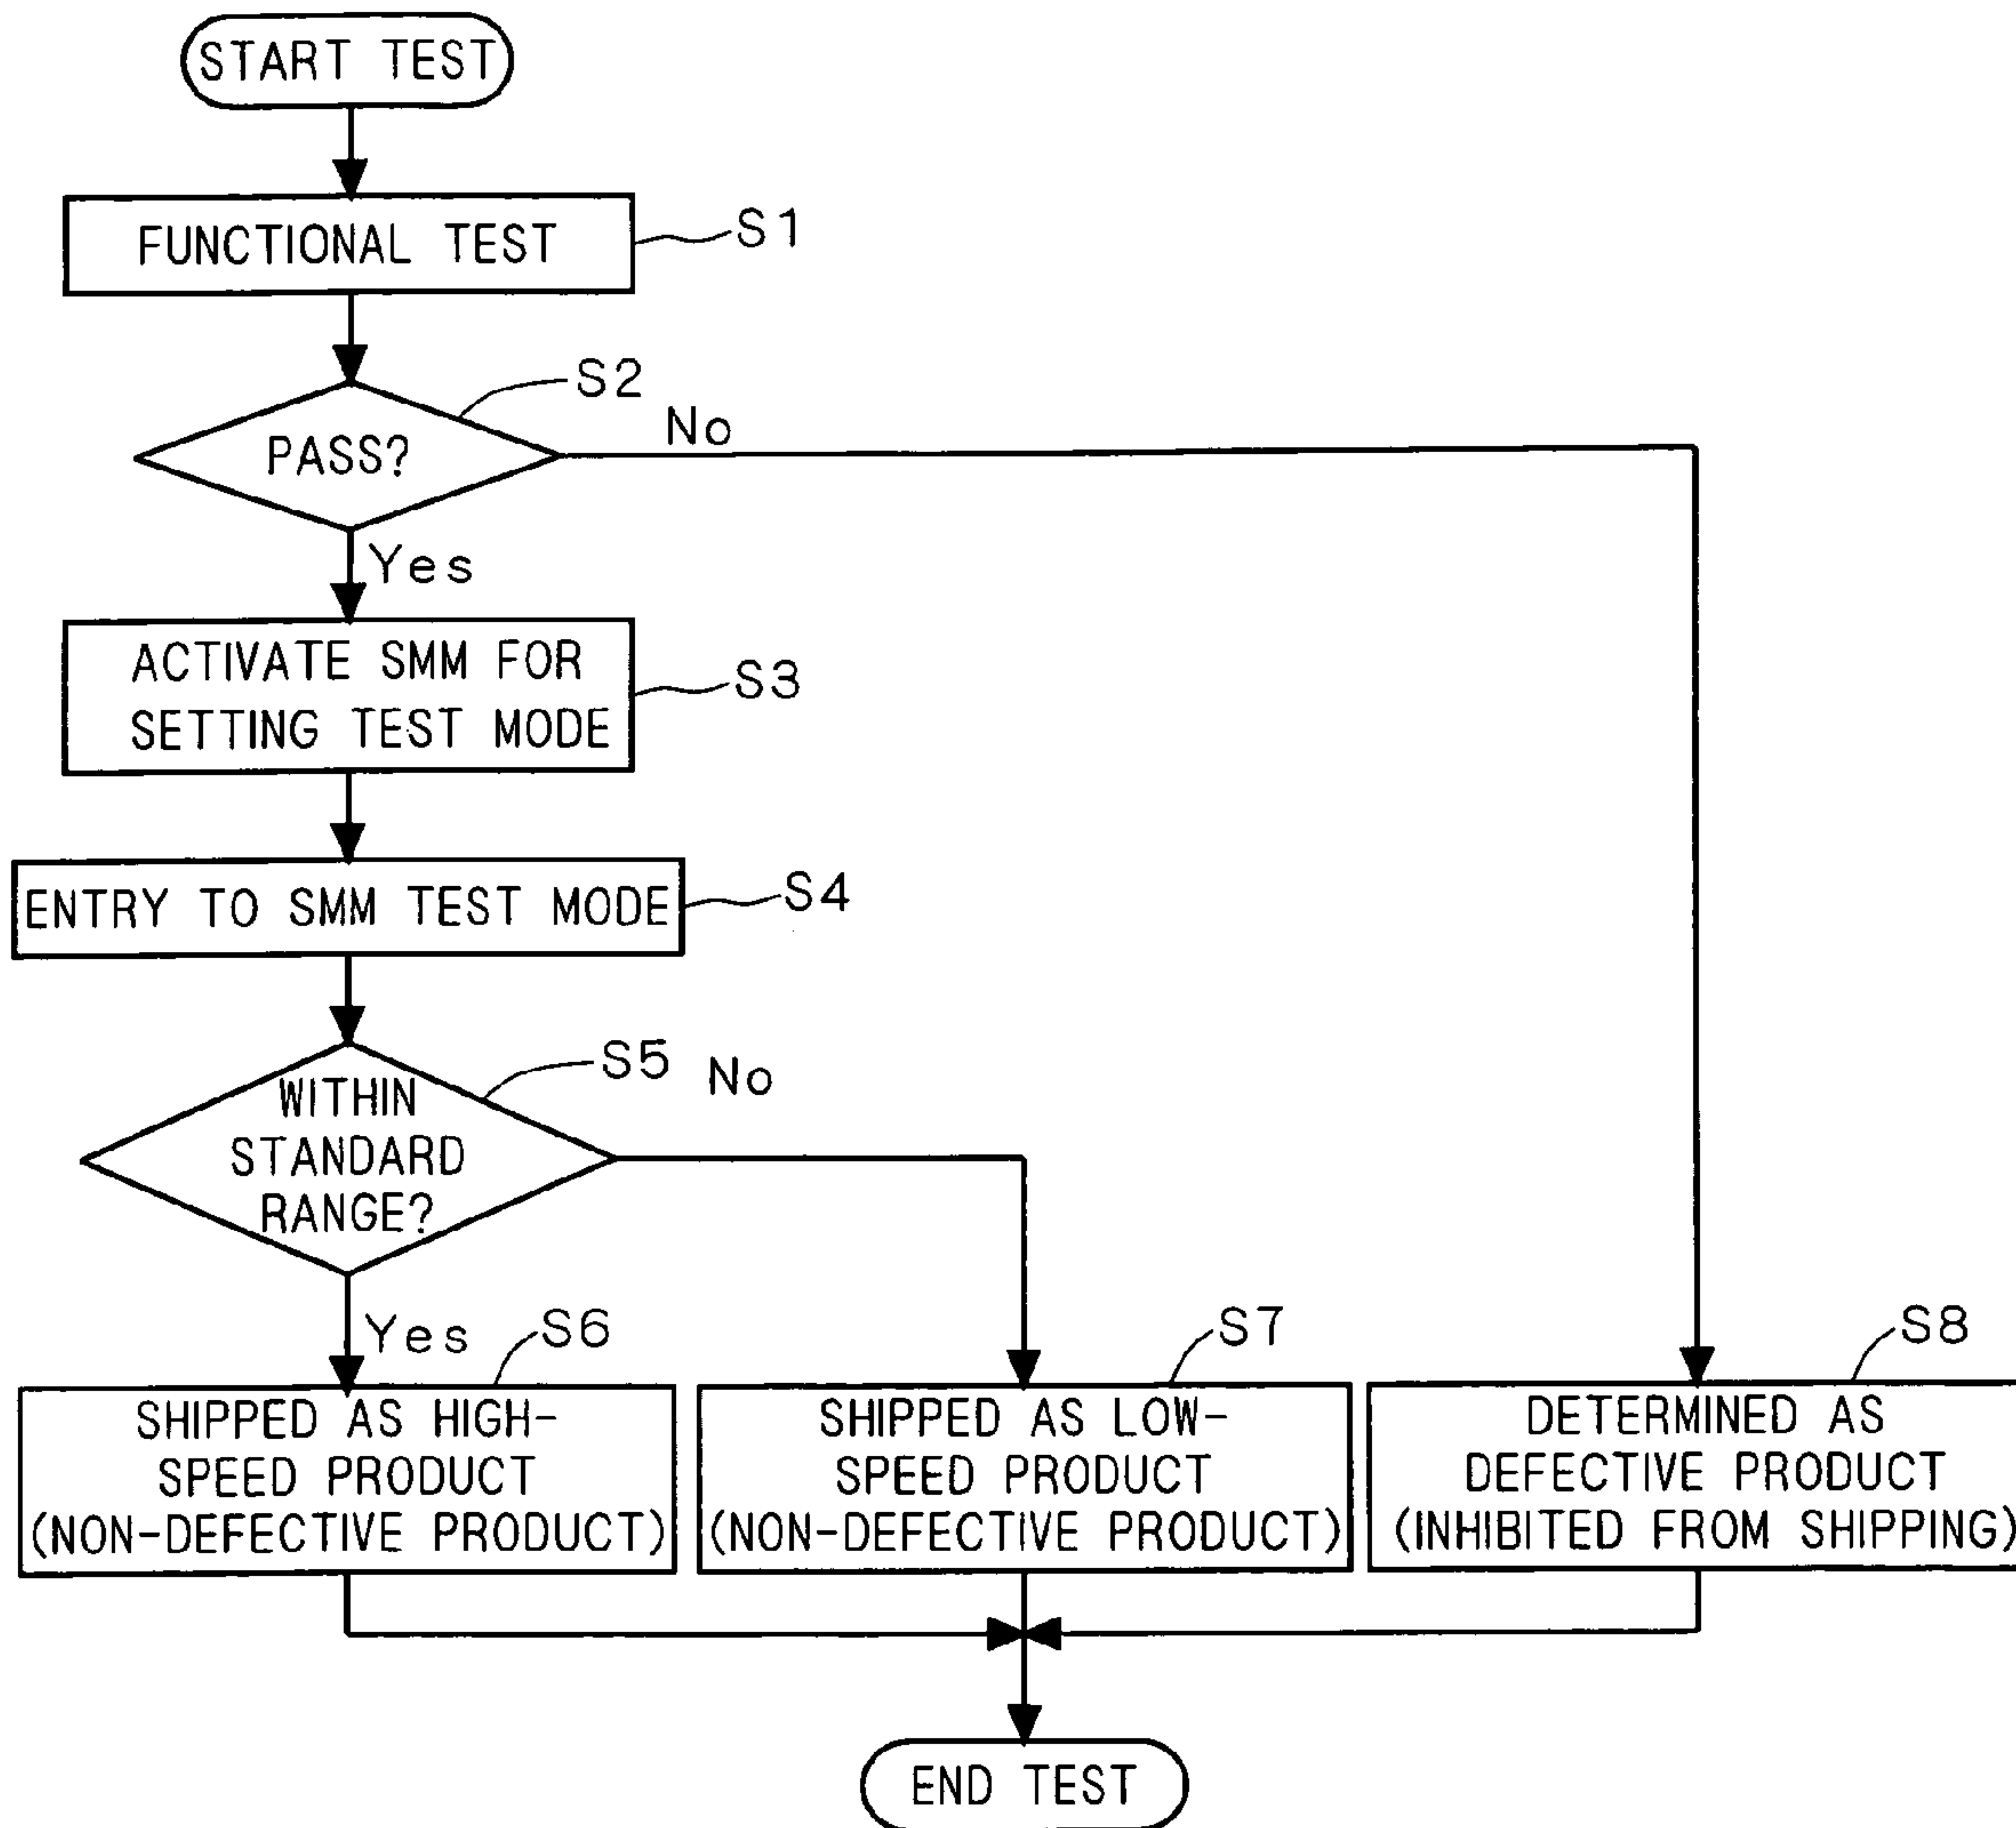 START TEST
FUNCTIONAL TEST
S1
S2
PASS?
No
Yes
ACTIVATE SMM FOR
SETTING TEST MODE
S3
ENTRY TO SMM TEST MODE
S4
S5
No
WITHIN
STANDARD
RANGE?
Yes
S6
SHIPPED AS HIGH-
SPEED PRODUCT
(NON-DEFECTIVE PRODUCT)
S7
SHIPPED AS LOW-
SPEED PRODUCT
(NON-DEFECTIVE PRODUCT)
S8
DETERMINED AS
DEFECTIVE PRODUCT
(INHIBITED FROM SHIPPING)
END TEST